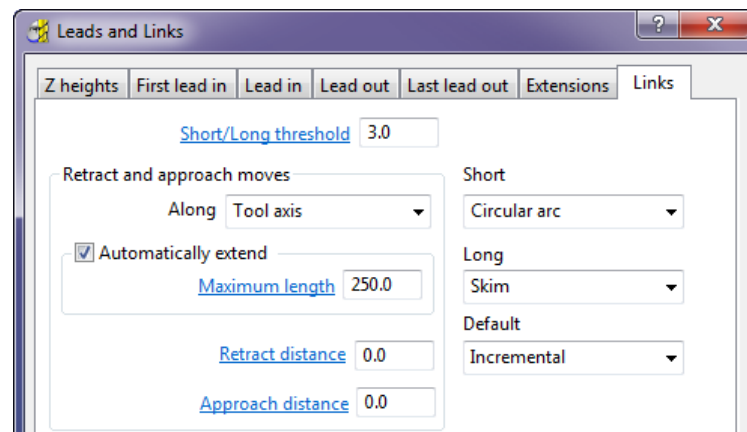 Leads and Links
?
Z heights First lead in Lead in Lead out Last lead out Extensions Links
Short/Long threshold 3.0
Retract and approach moves
Along Tool axis
Automatically extend
Maximum length 250.0
Retract distance 0.0
Approach distance 0.0
Short
Circular arc
Long
Skim
Default
Incremental